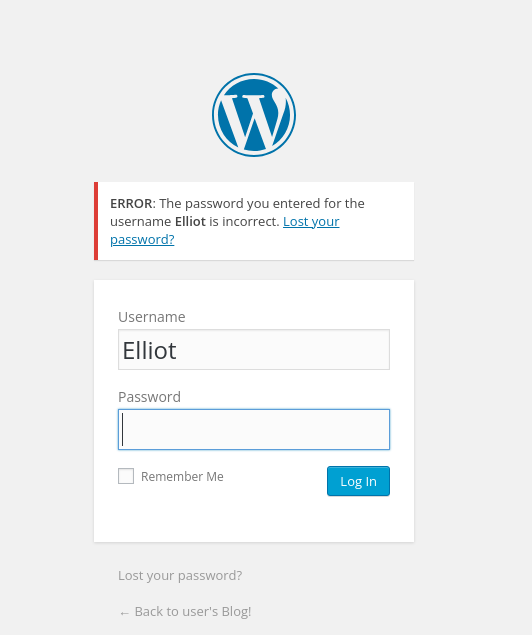 ERROR: The password you entered for the
username Elliot is incorrect. Lost your
password?
Username
Elliot
Password
Remember Me
Log In
Lost your password?
← Back to user's Blog!